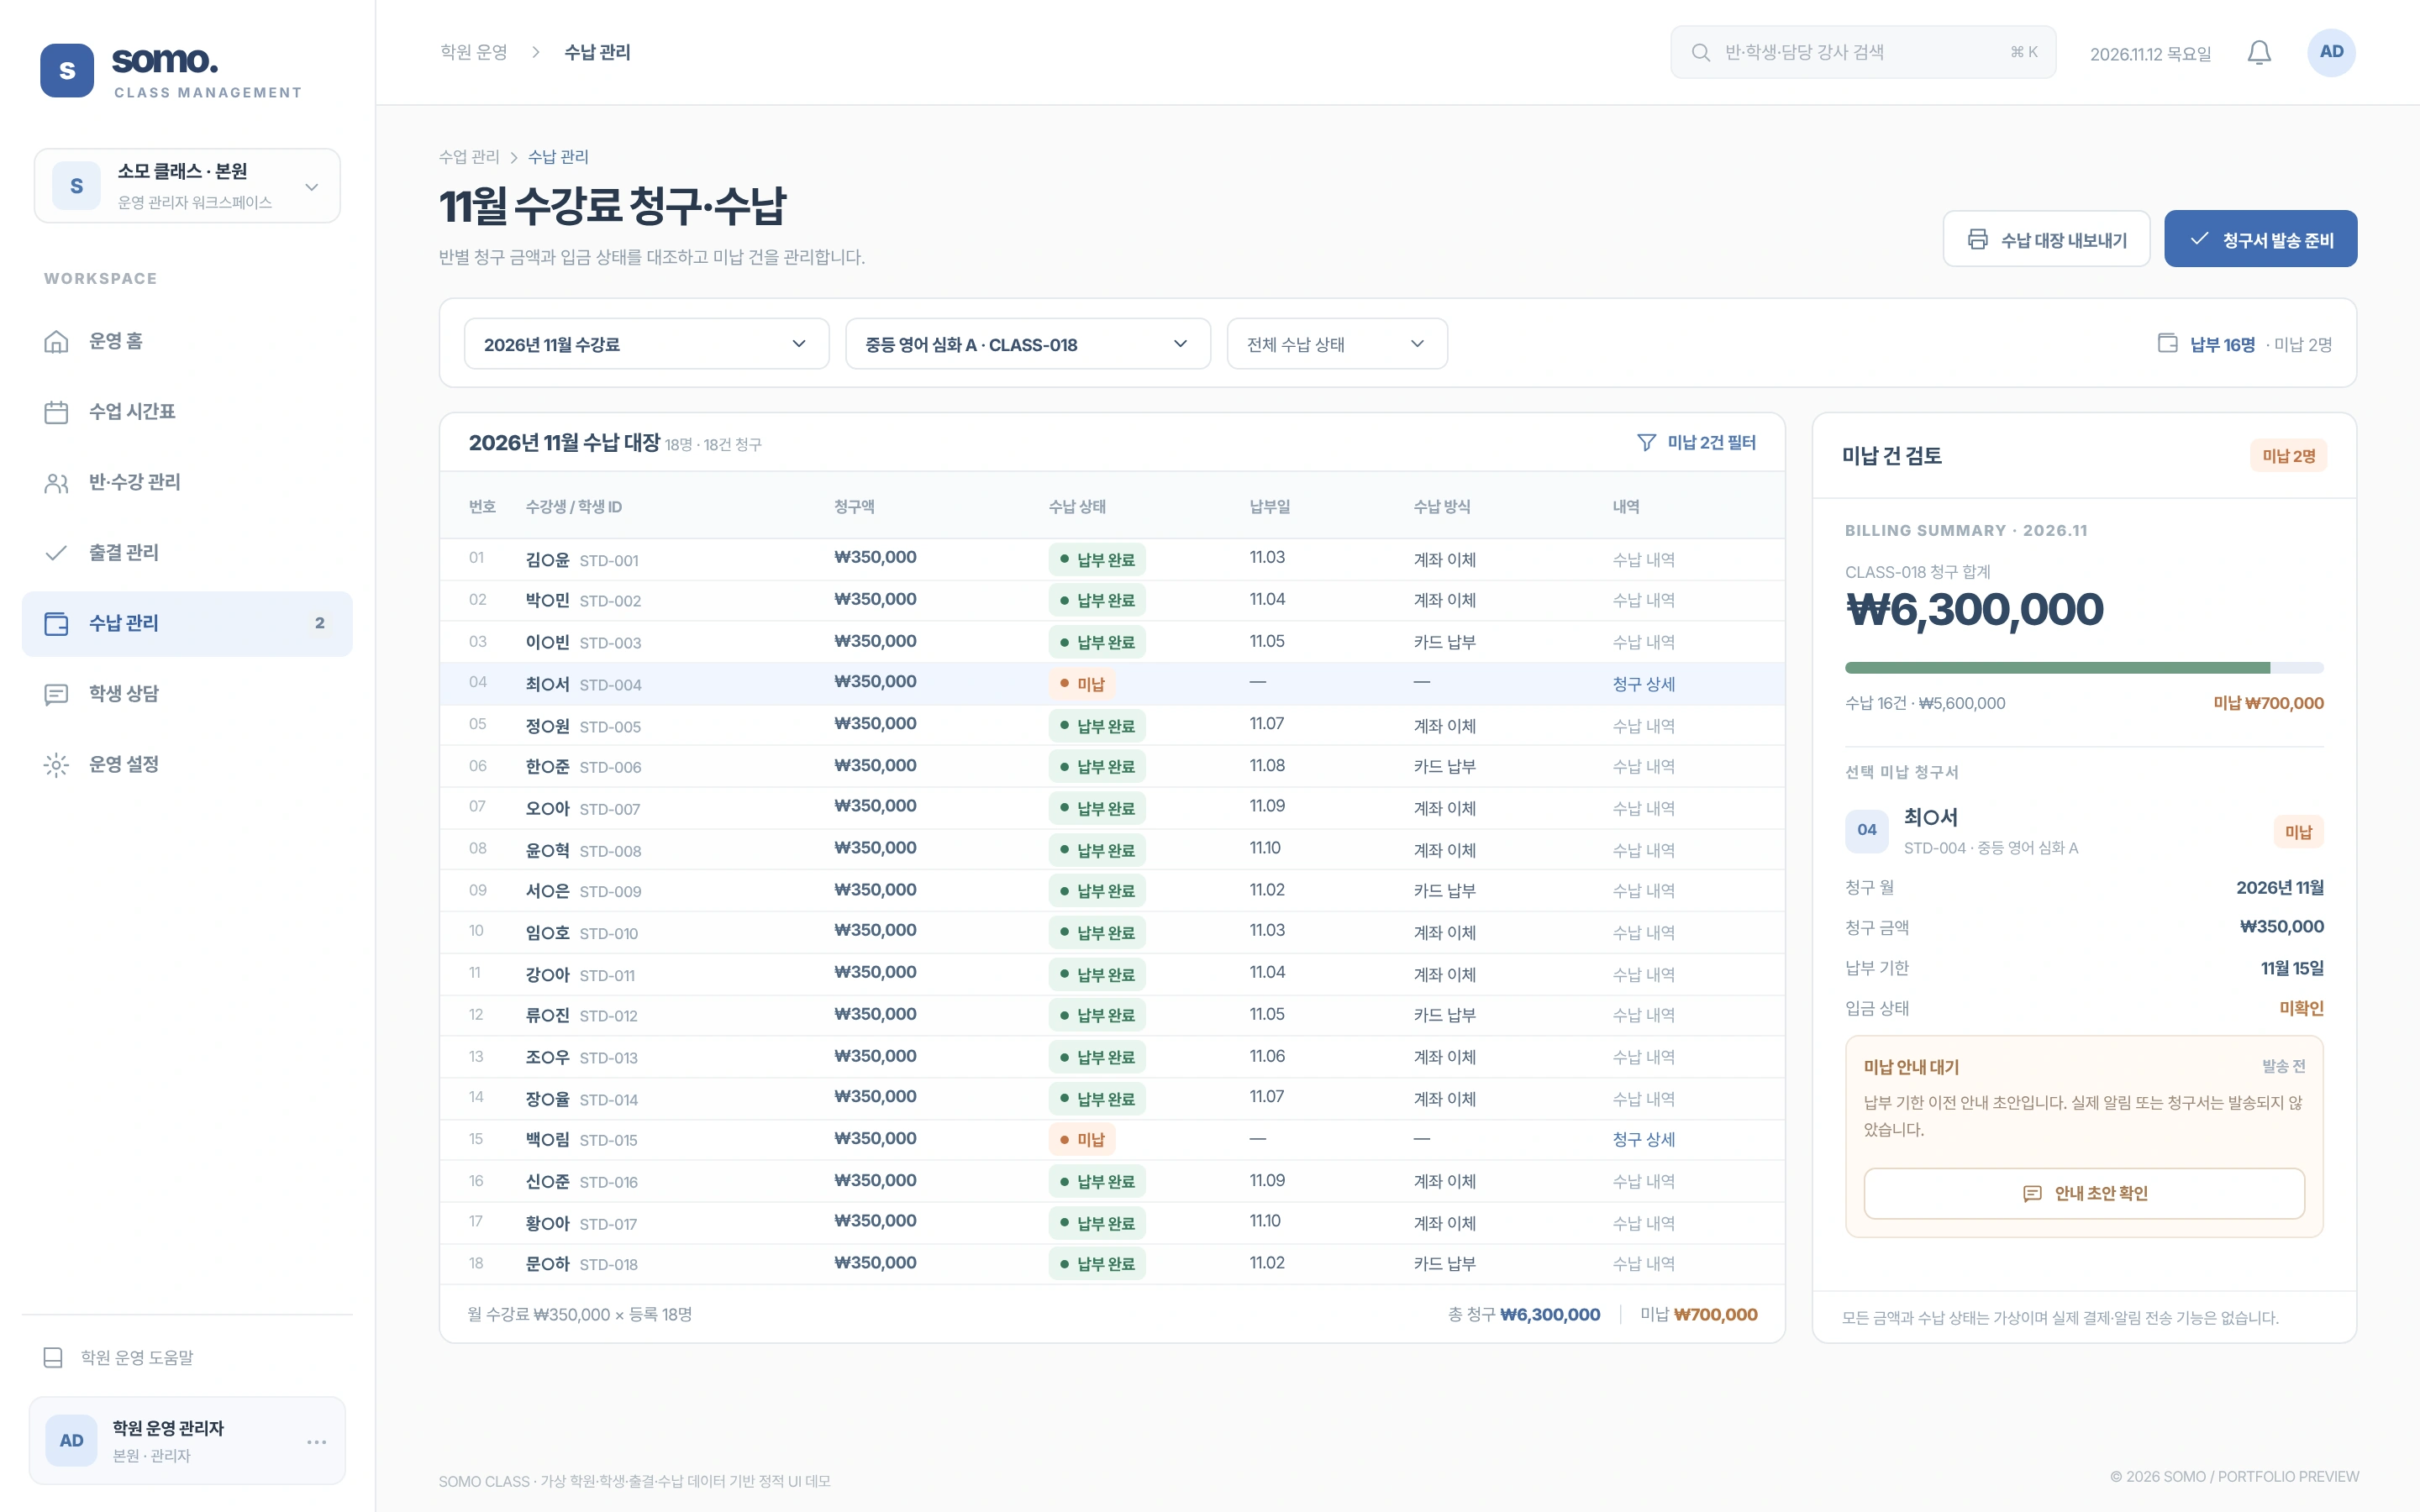 S
somo.
CLASS MANAGEMENT
S
소모 클래스 · 본원
운영 관리자 워크스페이스
WORKSPACE
운영 홈
수업 시간표
반·수강 관리
출결 관리
수납 관리 2
학생 상담
운영 설정
학원 운영 도움말
AD
학원 운영 관리자
본원 · 관리자
학원 운영 > 수납 관리
반·학생·담당 강사 검색 ⌘ K
2026.11.12 목요일
AD
수업 관리 > 수납 관리
11월 수강료 청구·수납
반별 청구 금액과 입금 상태를 대조하고 미납 건을 관리합니다.
수납 대장 내보내기
청구서 발송 준비
2026년 11월 수강료
중등 영어 심화 A · CLASS-018
전체 수납 상태
납부 16명 · 미납 2명
2026년 11월 수납 대장 18명 · 18건 청구
미납 2건 필터
번호 수강생 / 학생 ID 청구액 수납 상태 납부일 수납 방식 내역
01 김○윤 STD-001 ₩350,000 납부 완료 11.03 계좌 이체 수납 내역
02 박○민 STD-002 ₩350,000 납부 완료 11.04 계좌 이체 수납 내역
03 이○빈 STD-003 ₩350,000 납부 완료 11.05 카드 납부 수납 내역
04 최○서 STD-004 ₩350,000 미납 — — 청구 상세
05 정○원 STD-005 ₩350,000 납부 완료 11.07 계좌 이체 수납 내역
06 한○준 STD-006 ₩350,000 납부 완료 11.08 카드 납부 수납 내역
07 오○아 STD-007 ₩350,000 납부 완료 11.09 계좌 이체 수납 내역
08 윤○혁 STD-008 ₩350,000 납부 완료 11.10 계좌 이체 수납 내역
09 서○은 STD-009 ₩350,000 납부 완료 11.02 카드 납부 수납 내역
10 임○호 STD-010 ₩350,000 납부 완료 11.03 계좌 이체 수납 내역
11 강○아 STD-011 ₩350,000 납부 완료 11.04 계좌 이체 수납 내역
12 류○진 STD-012 ₩350,000 납부 완료 11.05 카드 납부 수납 내역
13 조○우 STD-013 ₩350,000 납부 완료 11.06 계좌 이체 수납 내역
14 장○율 STD-014 ₩350,000 납부 완료 11.07 계좌 이체 수납 내역
15 백○림 STD-015 ₩350,000 미납 — — 청구 상세
16 신○준 STD-016 ₩350,000 납부 완료 11.09 계좌 이체 수납 내역
17 황○아 STD-017 ₩350,000 납부 완료 11.10 계좌 이체 수납 내역
18 문○하 STD-018 ₩350,000 납부 완료 11.02 카드 납부 수납 내역
월 수강료 ₩350,000 × 등록 18명
총 청구 ₩6,300,000 미납 ₩700,000
미납 건 검토 미납 2명
BILLING SUMMARY · 2026.11
CLASS-018 청구 합계
₩6,300,000
수납 16건 · ₩5,600,000 미납 ₩700,000
선택 미납 청구서
04 최○서 미납
STD-004 · 중등 영어 심화 A
청구 월 2026년 11월
청구 금액 ₩350,000
납부 기한 11월 15일
입금 상태 미확인
미납 안내 대기 발송 전
납부 기한 이전 안내 초안입니다. 실제 알림 또는 청구서는 발송되지 않
았습니다.
안내 초안 확인
모든 금액과 수납 상태는 가상이며 실제 결제·알림 전송 기능은 없습니다.
SOMO CLASS · 가상 학원·학생·출결·수납 데이터 기반 정적 UI 데모
© 2026 SOMO / PORTFOLIO PREVIEW